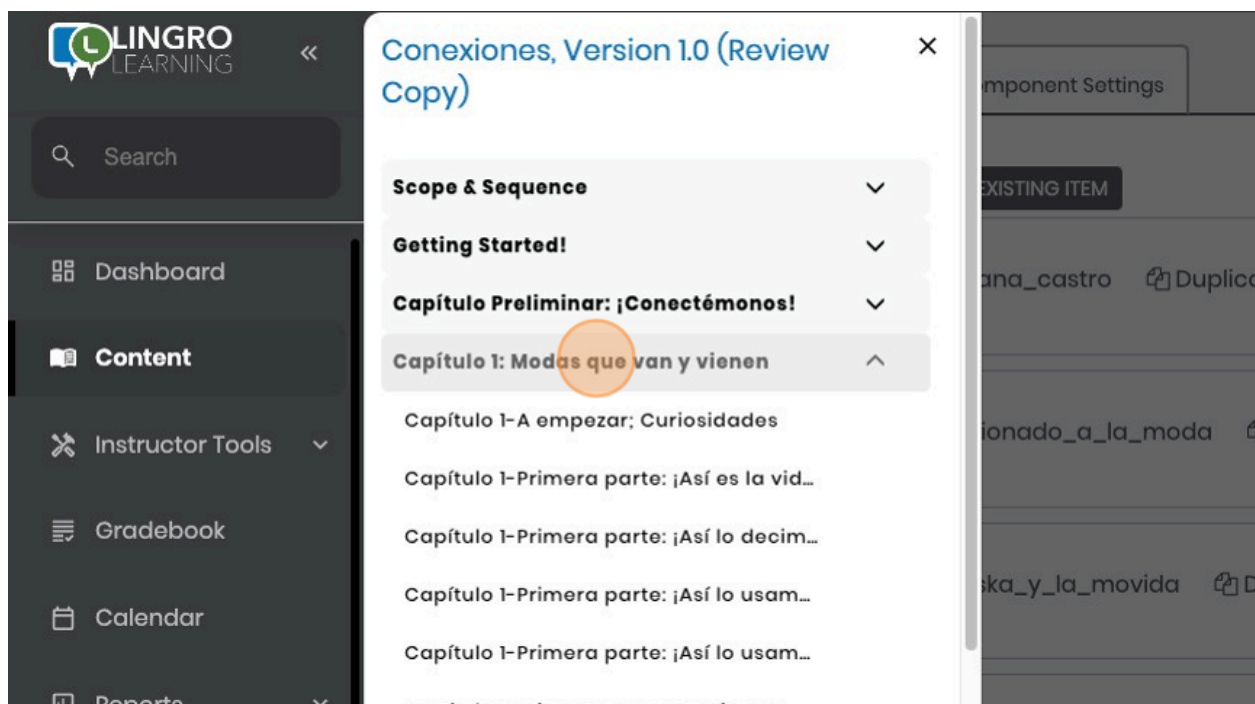 LINGRO
LEARNING
Search
Dashboard
Content
Instructor Tools
Gradebook
Calendar
Reports
Conexiones, Version 1.0 (Review
Copy)
Scope & Sequence
Getting Started!
Capítulo Preliminar: ¡Conectémonos!
Capítulo 1: Modas que van y vienen
Capítulo 1-A empezar; Curiosidades
Capítulo 1-Primera parte: ¡Así es la vid...
Capítulo 1-Primera parte: ¡Así lo decim...
Capítulo 1-Primera parte: ¡Así lo usam...
Capítulo 1-Primera parte: ¡Así lo usam...
mponent Settings
EXISTING ITEM
ana_castro Duplica
ionado_a_la_moda
ska_y_la_movida D